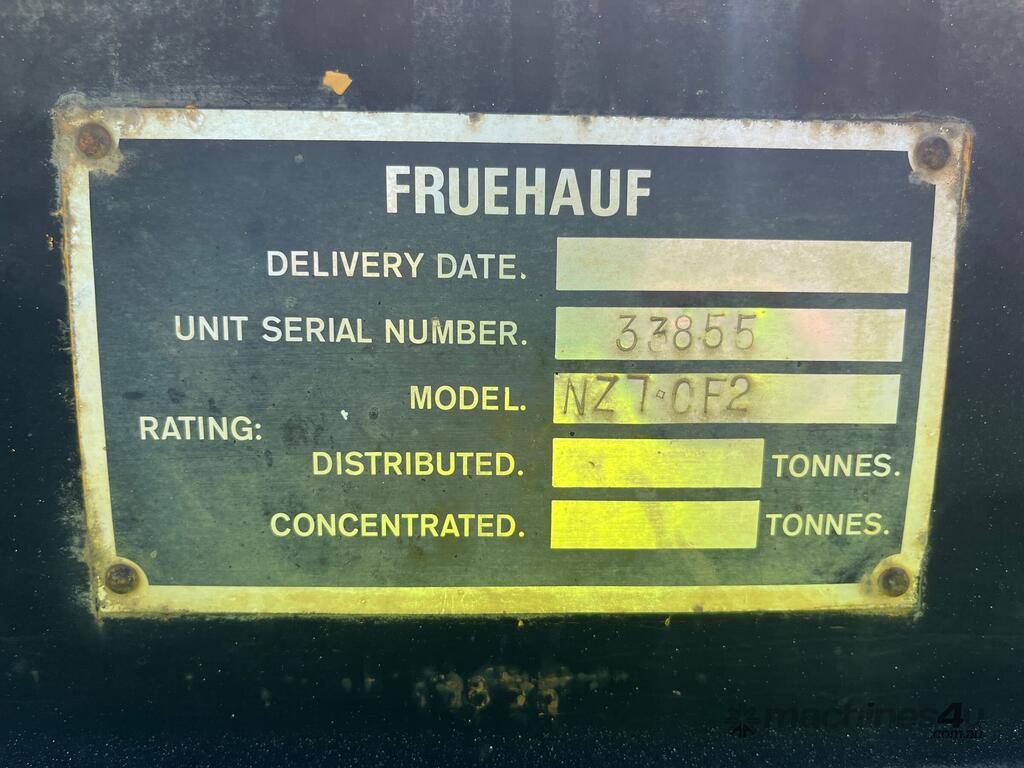 FRUEHAUF
DELIVERY DATE.
UNIT SERIAL NUMBER. 33855
MODEL. NZ7·CF2
RATING:
DISTRIBUTED. TONNES.
CONCENTRATED. TONNES.
machines4u
.com.au